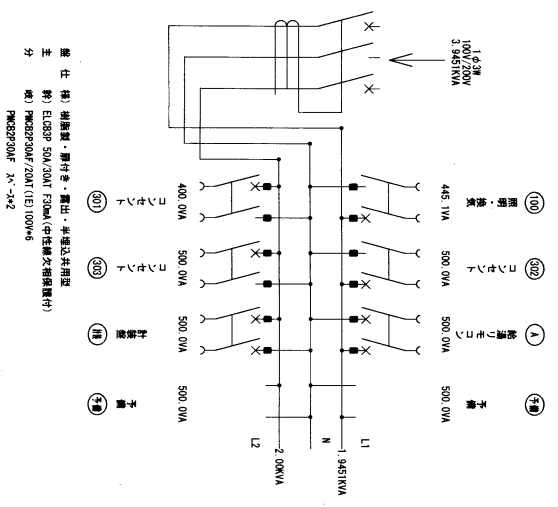 1φ3W
100V/200V
3.9451KVA
盤 仕 様) 樹脂製・扉付き・露出・半埋込共用型
主 幹) ELCB3P 50A/30AT F30mA(中性線欠相保護付)
分 岐) PMCB2P30AF/20AT(1E)100V*6
PMCB2P30AF スペース*2
100
照明・換気
445.1VA
302
コンセント
500.0VA
A
給湯リモコン
500.0VA
予備
予 備
500.0VA
L1
1.9451KVA
N
L2
2.00KVA
400.0VA
コンセント
301
500.0VA
コンセント
303
500.0VA
計装盤
500.0VA
予 備
予備